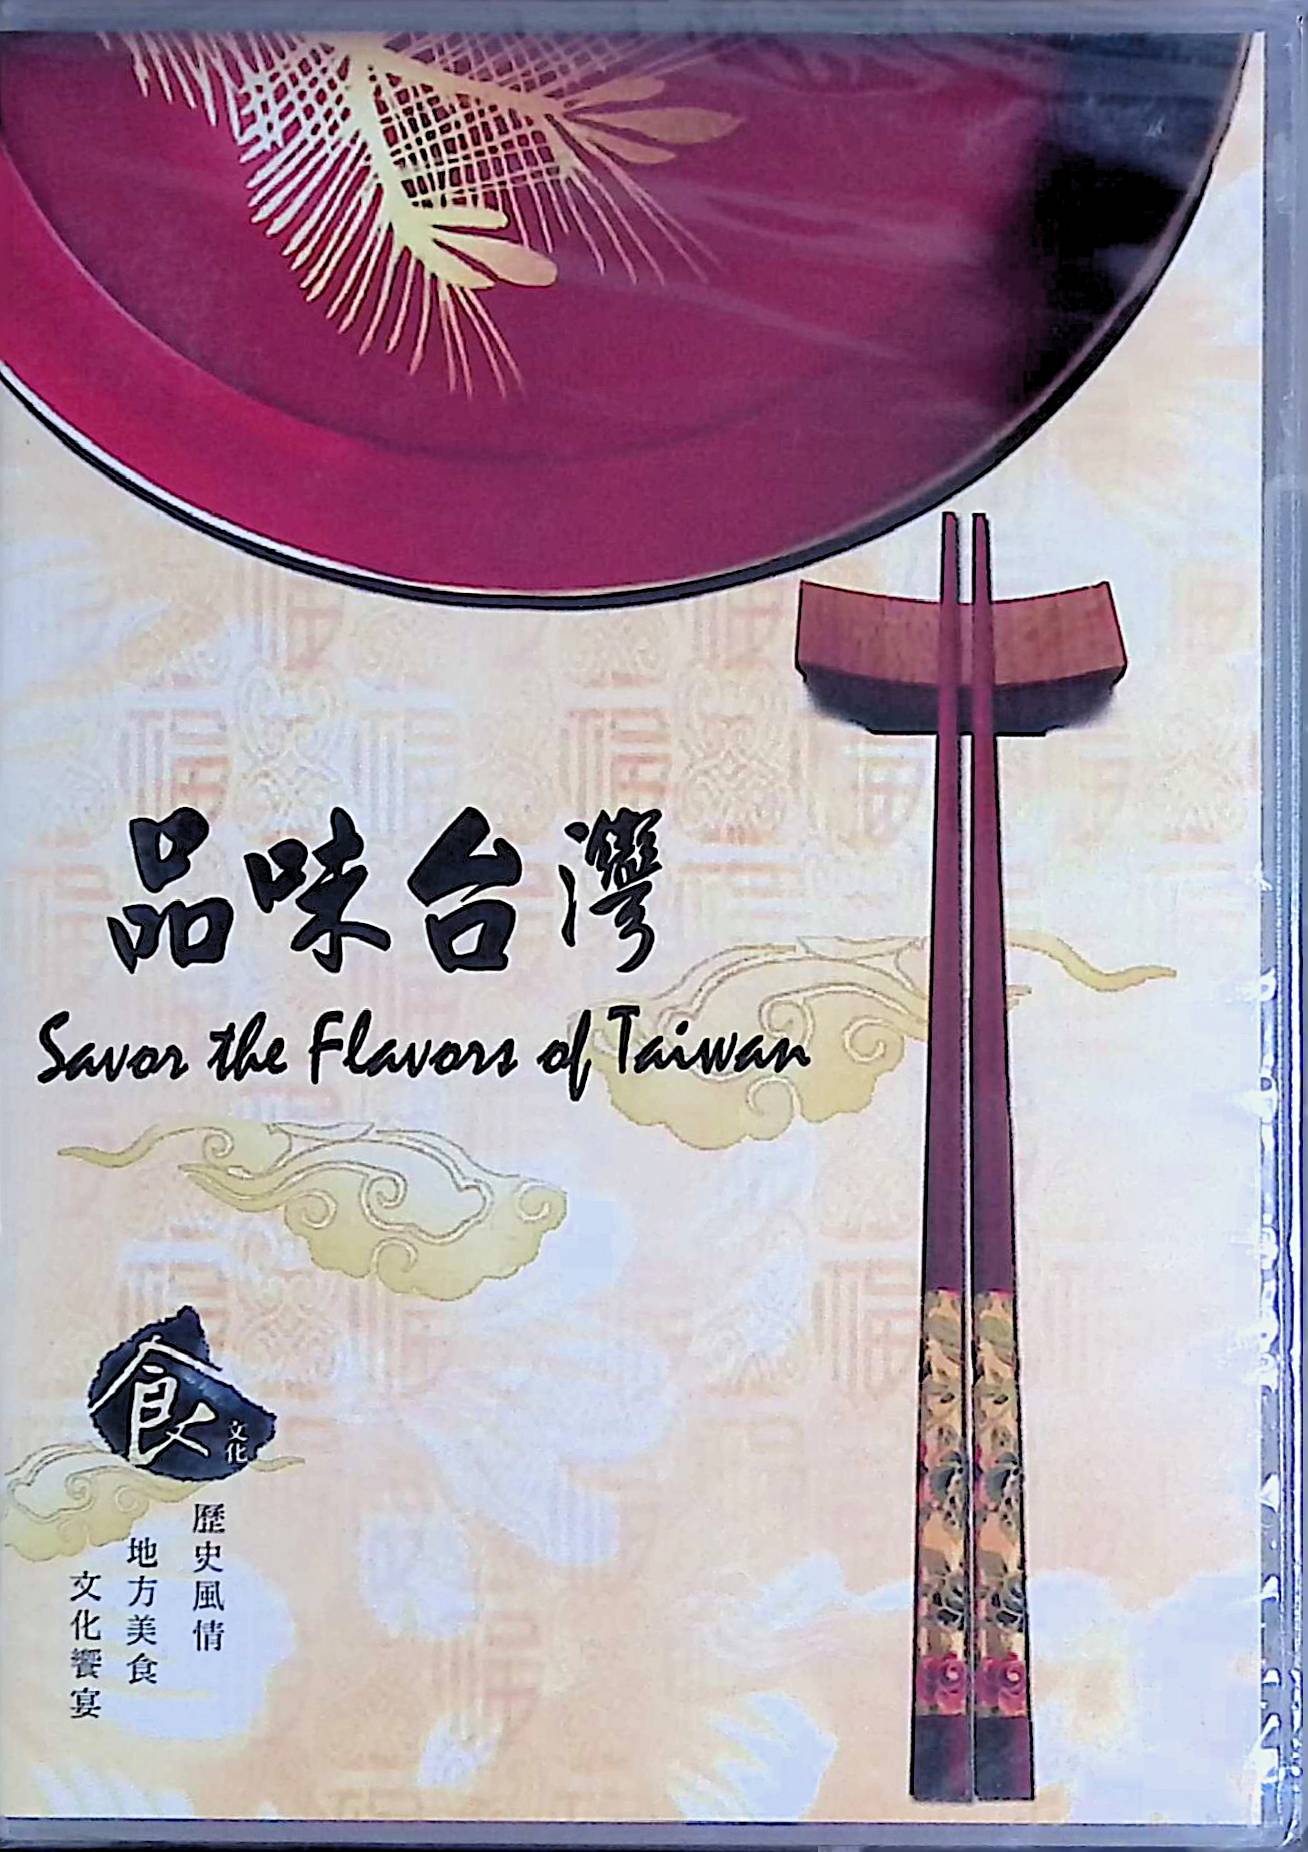 品味台灣
Savor the Flavors of Taiwan
食
文化
歷史風情
地方美食
文化饗宴